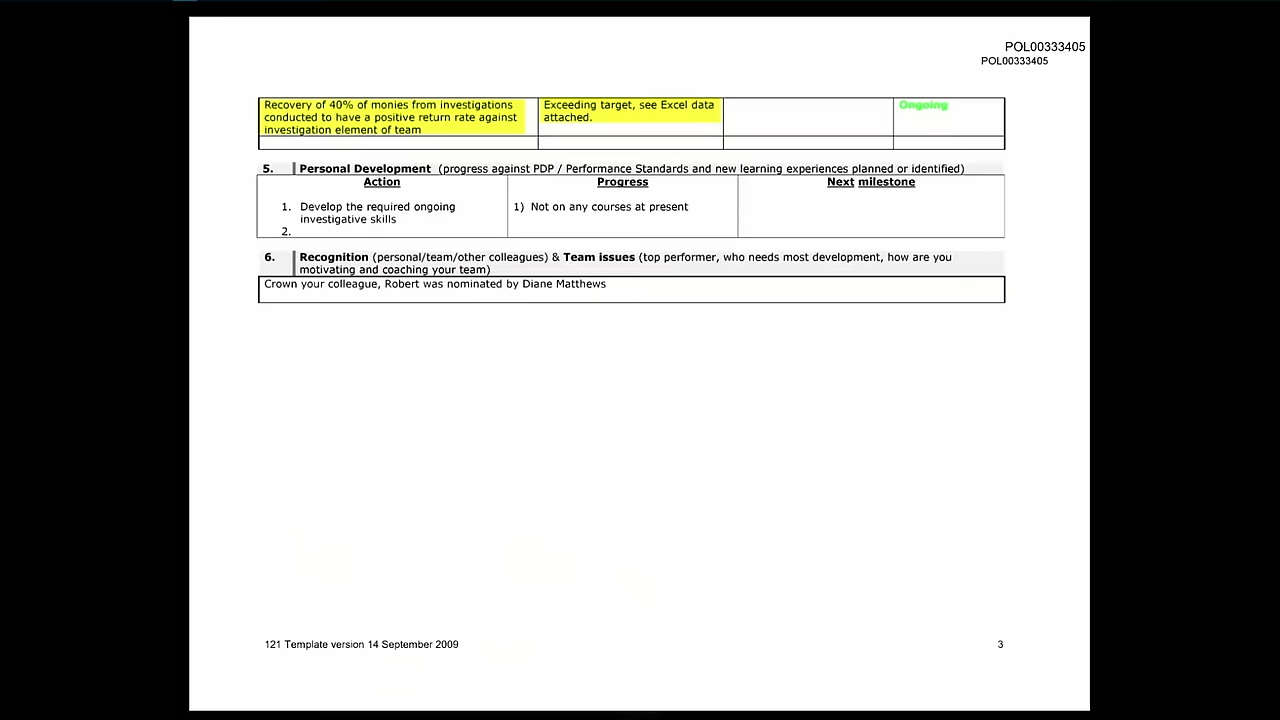 POL00333405
POL00333405
Recovery of 40% of monies from investigations
conducted to have a positive return rate against
investigation element of team
Exceeding target, see Excel data
attached.
Ongoing
5. Personal Development (progress against PDP / Performance Standards and new learning experiences planned or identified)
Action
Progress
Next milestone
1. Develop the required ongoing
investigative skills
2.
1) Not on any courses at present
6. Recognition (personal/team/other colleagues) & Team issues (top performer, who needs most development, how are you
motivating and coaching your team)
Crown your colleague, Robert was nominated by Diane Matthews
121 Template version 14 September 2009
3